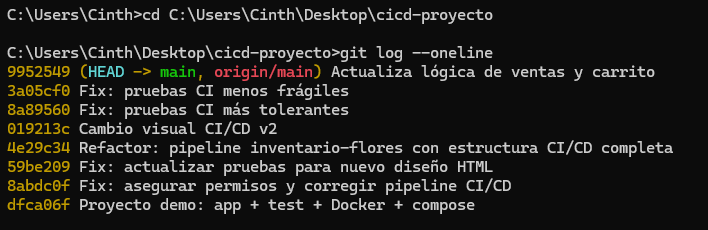 C:\Users\Cinth>cd C:\Users\Cinth\Desktop\cicd-proyecto
C:\Users\Cinth\Desktop\cicd-proyecto>git log --oneline
9952549 (HEAD -> main, origin/main) Actualiza lógica de ventas y carrito
3a05cf0 Fix: pruebas CI menos frágiles
8a89560 Fix: pruebas CI más tolerantes
019213c Cambio visual CI/CD v2
4e29c34 Refactor: pipeline inventario-flores con estructura CI/CD completa
59be209 Fix: actualizar pruebas para nuevo diseño HTML
8abdc0f Fix: asegurar permisos y corregir pipeline CI/CD
dfca06f Proyecto demo: app + test + Docker + compose